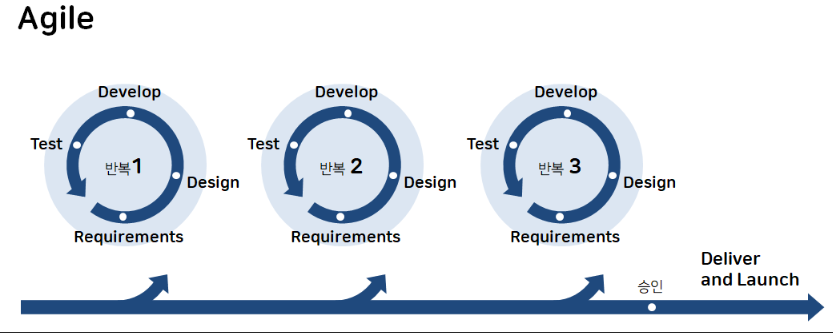 Agile
Develop
Test
반복1
Design
Requirements
Develop
Test
반복 2
Design
Requirements
Develop
Test
반복 3
Design
Requirements
승인
Deliver
and Launch